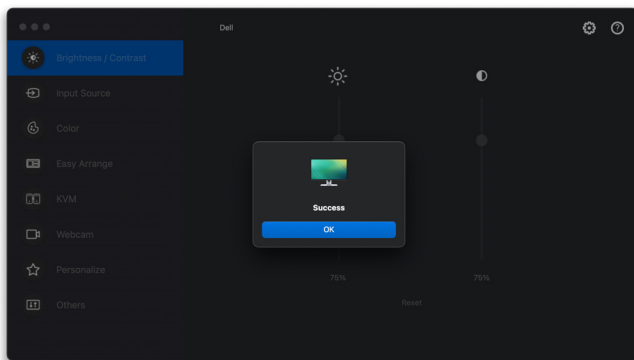 Dell
Brightness / Contrast
Input Source
Color
Easy Arrange
KVM
Webcam
Personalize
Others
Success
OK
75%
75%
Reset